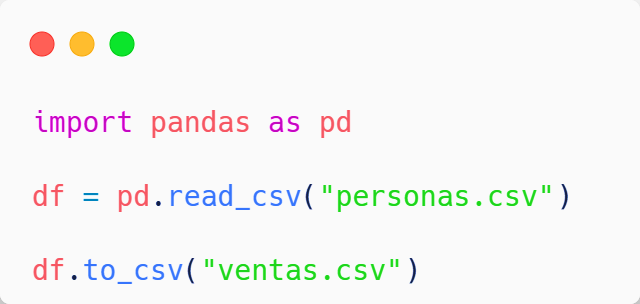 import pandas as pd
df = pd.read_csv("personas.csv")
df.to_csv("ventas.csv")